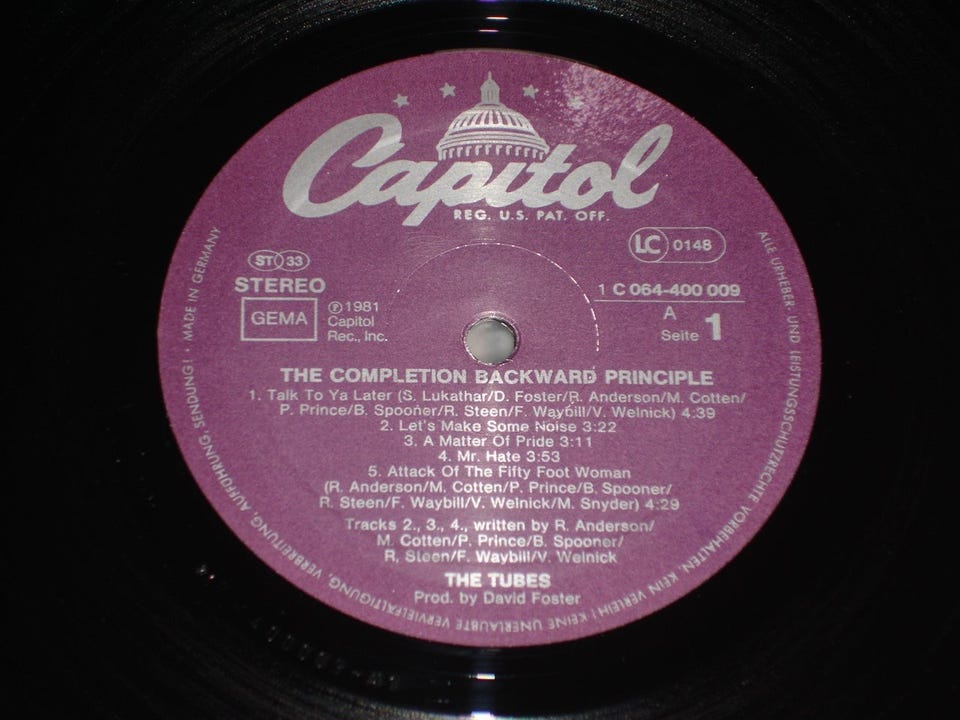 Capitol
REG. U.S. PAT. OFF.
LC 0148
ST 33
STEREO
GEMA
℗ 1981
Capitol
Rec., Inc.
1 C 064-400 009
A
Seite 1
THE COMPLETION BACKWARD PRINCIPLE
1. Talk To Ya Later (S. Lukathar/D. Foster/R. Anderson/M. Cotten/
P. Prince/B. Spooner/R. Steen/F. Waybill/V. Welnick) 4:39
2. Let's Make Some Noise 3:22
3. A Matter Of Pride 3:11
4. Mr. Hate 3:53
5. Attack Of The Fifty Foot Woman
(R. Anderson/M. Cotten/P. Prince/B. Spooner/
R. Steen/F. Waybill/V. Welnick/M. Snyder) 4:29
Tracks 2., 3., 4., written by R. Anderson/
M. Cotten/P. Prince/B. Spooner/
R, Steen/F. Waybill/V. Welnick
THE TUBES
Prod. by David Foster
ALLE URHEBER- UND LEISTUNGSSCHUTZRECHTE VORBEHALTEN. KEIN VERLEIH! KEINE UNERLAUBTE VERVIELFÄLTIGUNG, VERBREITUNG, AUFFÜHRUNG, SENDUNG! · MADE IN GERMANY